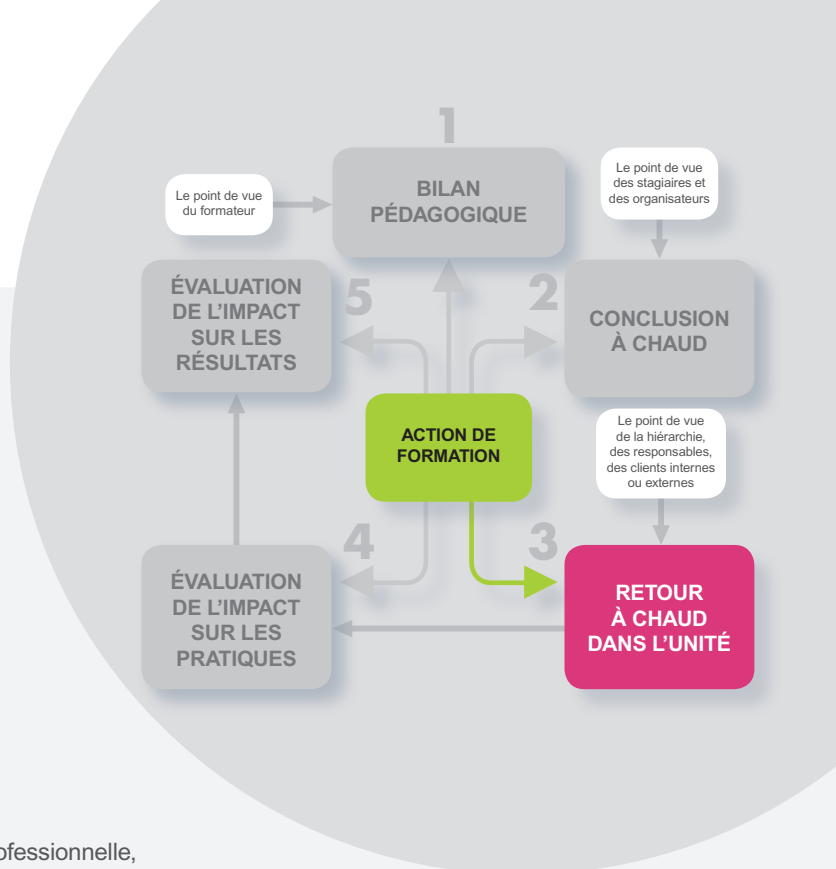 1
Le point de vue
du formateur
BILAN
PÉDAGOGIQUE
Le point de vue
des stagiaires et
des organisateurs
ÉVALUATION
DE L’IMPACT
SUR LES
RÉSULTATS
5
2
CONCLUSION
À CHAUD
ACTION DE
FORMATION
Le point de vue
de la hiérarchie,
des responsables,
des clients internes
ou externes
4
3
ÉVALUATION
DE L’IMPACT
SUR LES
PRATIQUES
RETOUR
À CHAUD
DANS L’UNITÉ